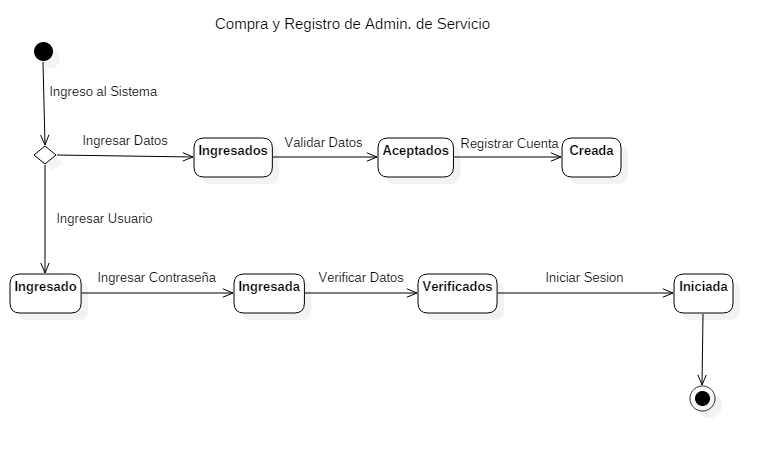 Compra y Registro de Admin. de Servicio
Ingreso al Sistema
Ingresar Datos
Ingresados
Validar Datos
Aceptados
Registrar Cuenta
Creada
Ingresar Usuario
Ingresado
Ingresar Contraseña
Ingresada
Verificar Datos
Verificados
Iniciar Sesion
Iniciada